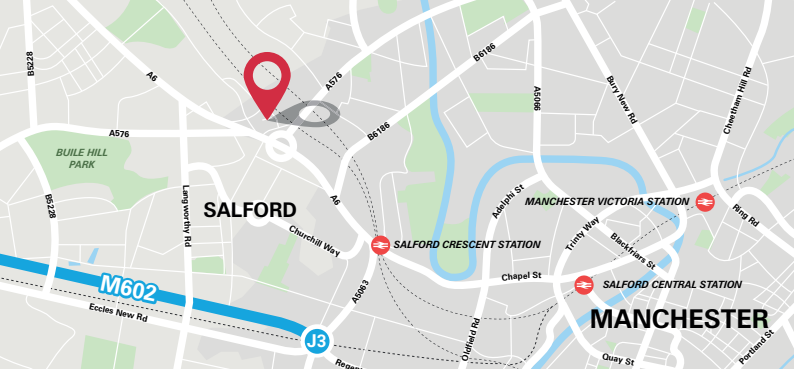 B5228
A6
A576
B6186
A5066
Bury New Rd
Cheetham Hill Rd
A576
B6186
BUILE HILL
PARK
B5228
Langworthy Rd
SALFORD
A6
Adelphi St
MANCHESTER VICTORIA STATION
Ring Rd
Trinty Way
Blackfriars St
Churchill Way
SALFORD CRESCENT STATION
Chapel St
SALFORD CENTRAL STATION
M602
A5063
Eccles New Rd
MANCHESTER
J3
Oldfield Rd
Portland St
Quay St
Regen